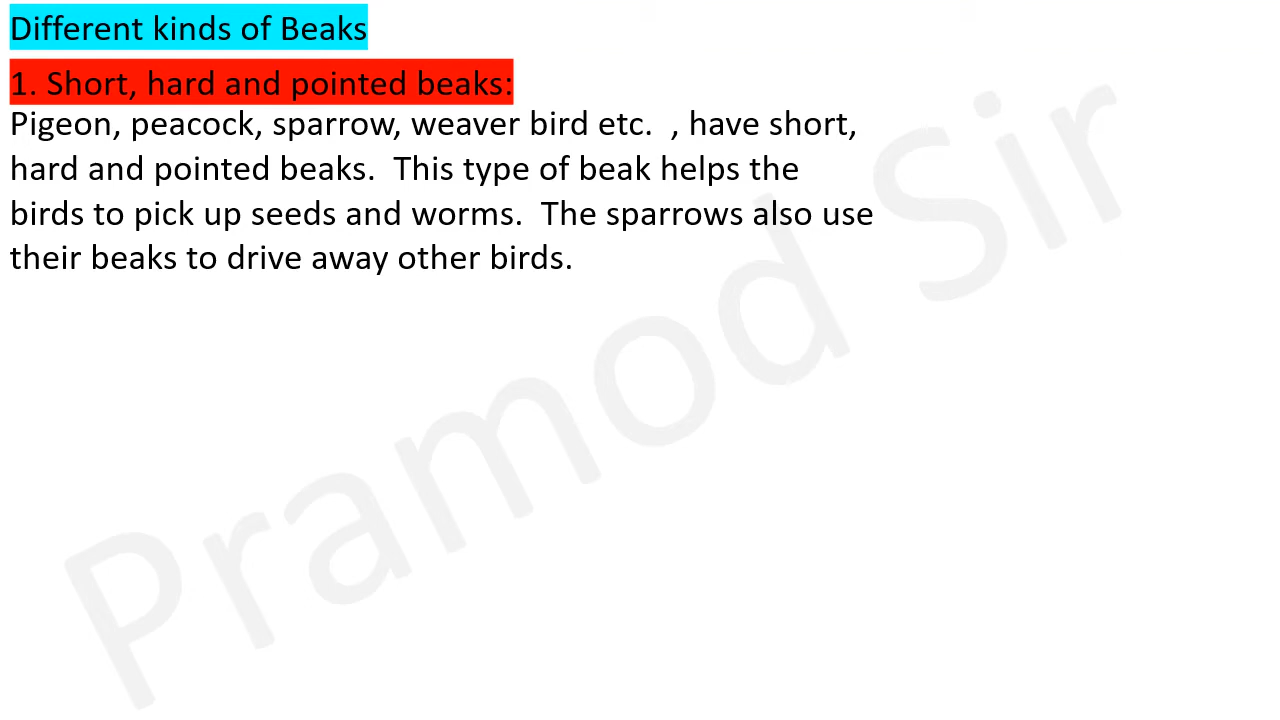 Different kinds of Beaks
1. Short, hard and pointed beaks:
Pigeon, peacock, sparrow, weaver bird etc.  , have short,
hard and pointed beaks.  This type of beak helps the
birds to pick up seeds and worms.  The sparrows also use
their beaks to drive away other birds.
Pramod Sir